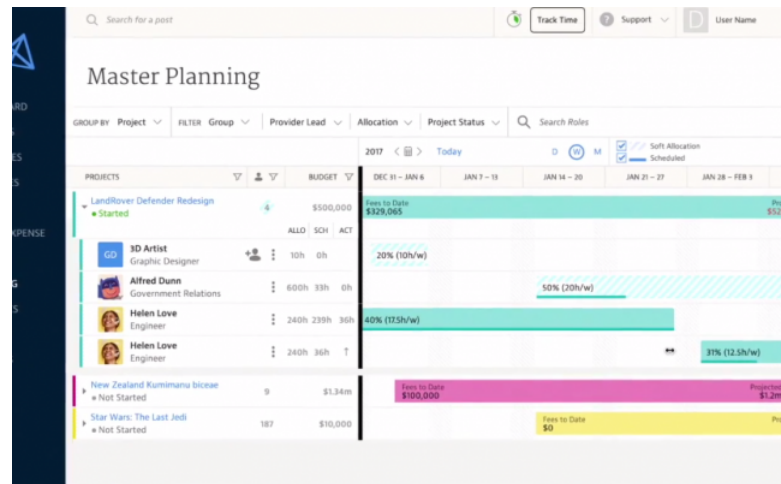 Search for a post
Track Time
Support
D
User Name
Master Planning
GROUP BY Project
FILTER Group
Provider Lead
Allocation
Project Status
Search Roles
2017
Today
D
W
M
Soft Allocation
Scheduled
PROJECTS
BUDGET
DEC 31 – JAN 6
JAN 7 – 13
JAN 14 – 20
JAN 21 – 27
JAN 28 – FEB 3
LandRover Defender Redesign
Started
4
$500,000
Fees to Date
$329,065
ALLO SCH ACT
GD
3D Artist
Graphic Designer
10h 0h
20% (10h/w)
Alfred Dunn
Government Relations
600h 33h 0h
50% (20h/w)
Helen Love
Engineer
240h 239h 36h
40% (17.5h/w)
Helen Love
Engineer
240h 36h
31% (12.5h/w)
New Zealand Kumimanu biceae
Not Started
9
$1.34m
Fees to Date
$100,000
Projected
$1.2m
Star Wars: The Last Jedi
Not Started
187
$10,000
Fees to Date
$0